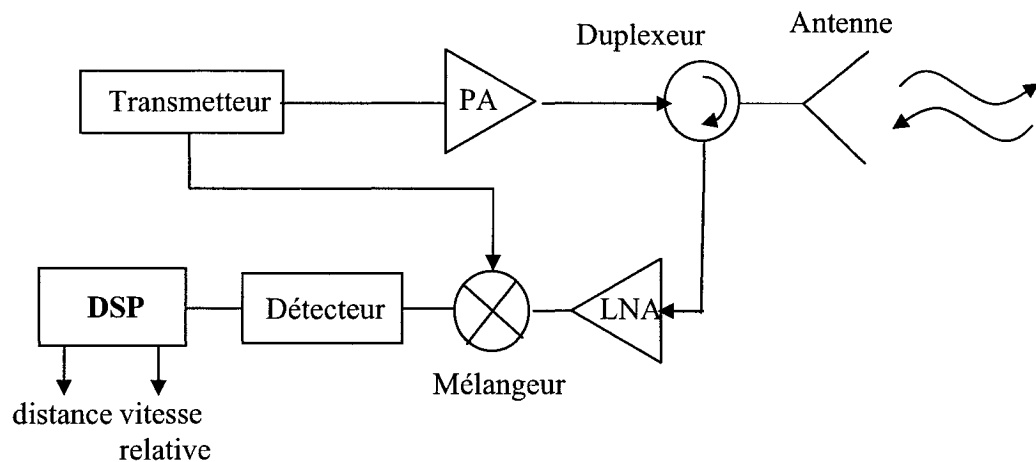 Antenne
Duplexeur
Transmetteur
PA
DSP
Détecteur
LNA
Mélangeur
distance vitesse
relative